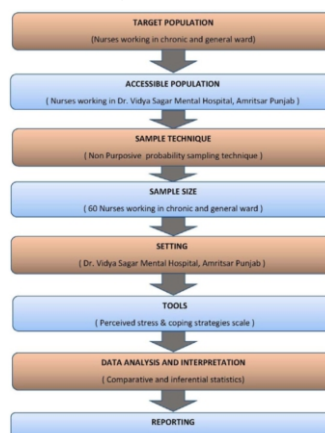 TARGET POPULATION
(Nurses working in chronic and general ward)
ACCESSIBLE POPULATION
( Nurses working in Dr. Vidya Sagar Mental Hospital, Amritsar Punjab )
SAMPLE TECHNIQUE
( Non Purposive probability sampling technique )
SAMPLE SIZE
( 60 Nurses working in chronic and general ward )
SETTING
( Dr. Vidya Sagar Mental Hospital, Amritsar Punjab )
TOOLS
( Perceived stress & coping strategies scale )
DATA ANALYSIS AND INTERPRETATION
( Comparative and inferential statistics)
REPORTING